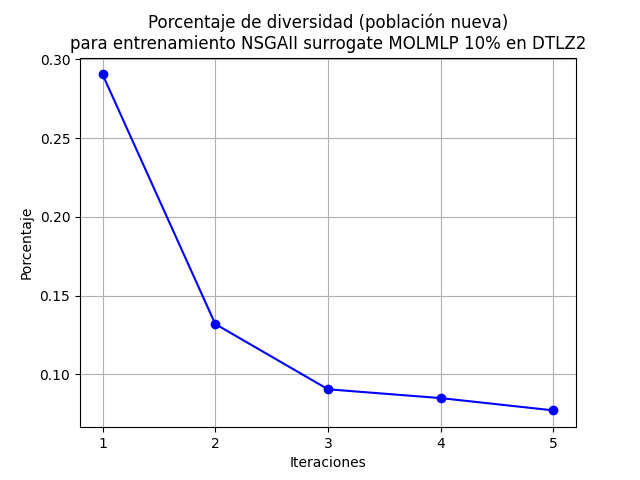 Porcentaje de diversidad (población nueva)
para entrenamiento NSGAII surrogate MOLMLP 10% en DTLZ2
0.30
0.25
0.20
0.15
0.10
Porcentaje
1 2 3 4 5
Iteraciones